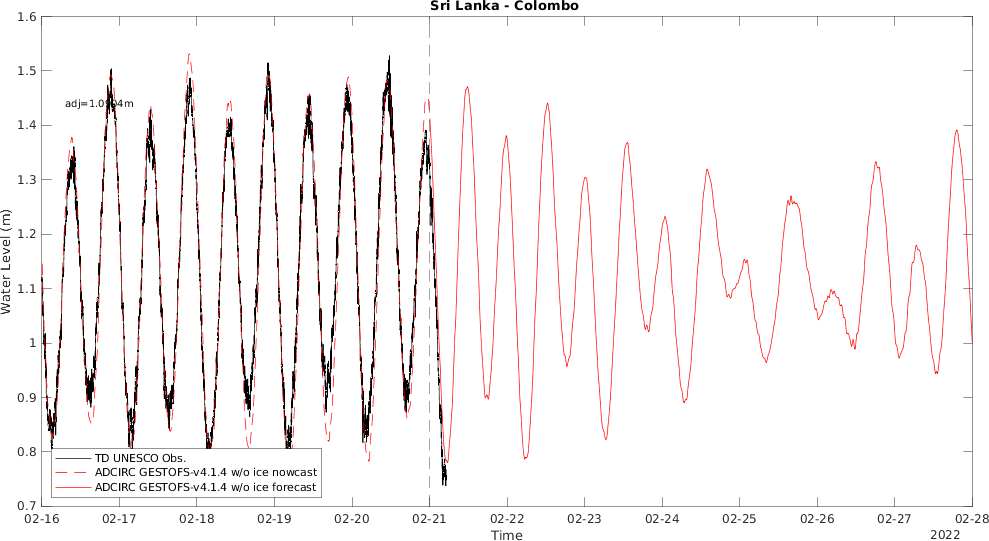 Sri Lanka - Colombo
1.6
1.5
1.4
1.3
1.2
1.1
1
0.9
0.8
0.7
Water Level (m)
adj=1.0904m
TD UNESCO Obs.
ADCIRC GESTOFS-v4.1.4 w/o ice nowcast
ADCIRC GESTOFS-v4.1.4 w/o ice forecast
02-16 02-17 02-18 02-19 02-20 02-21 02-22 02-23 02-24 02-25 02-26 02-27 02-28
Time
2022